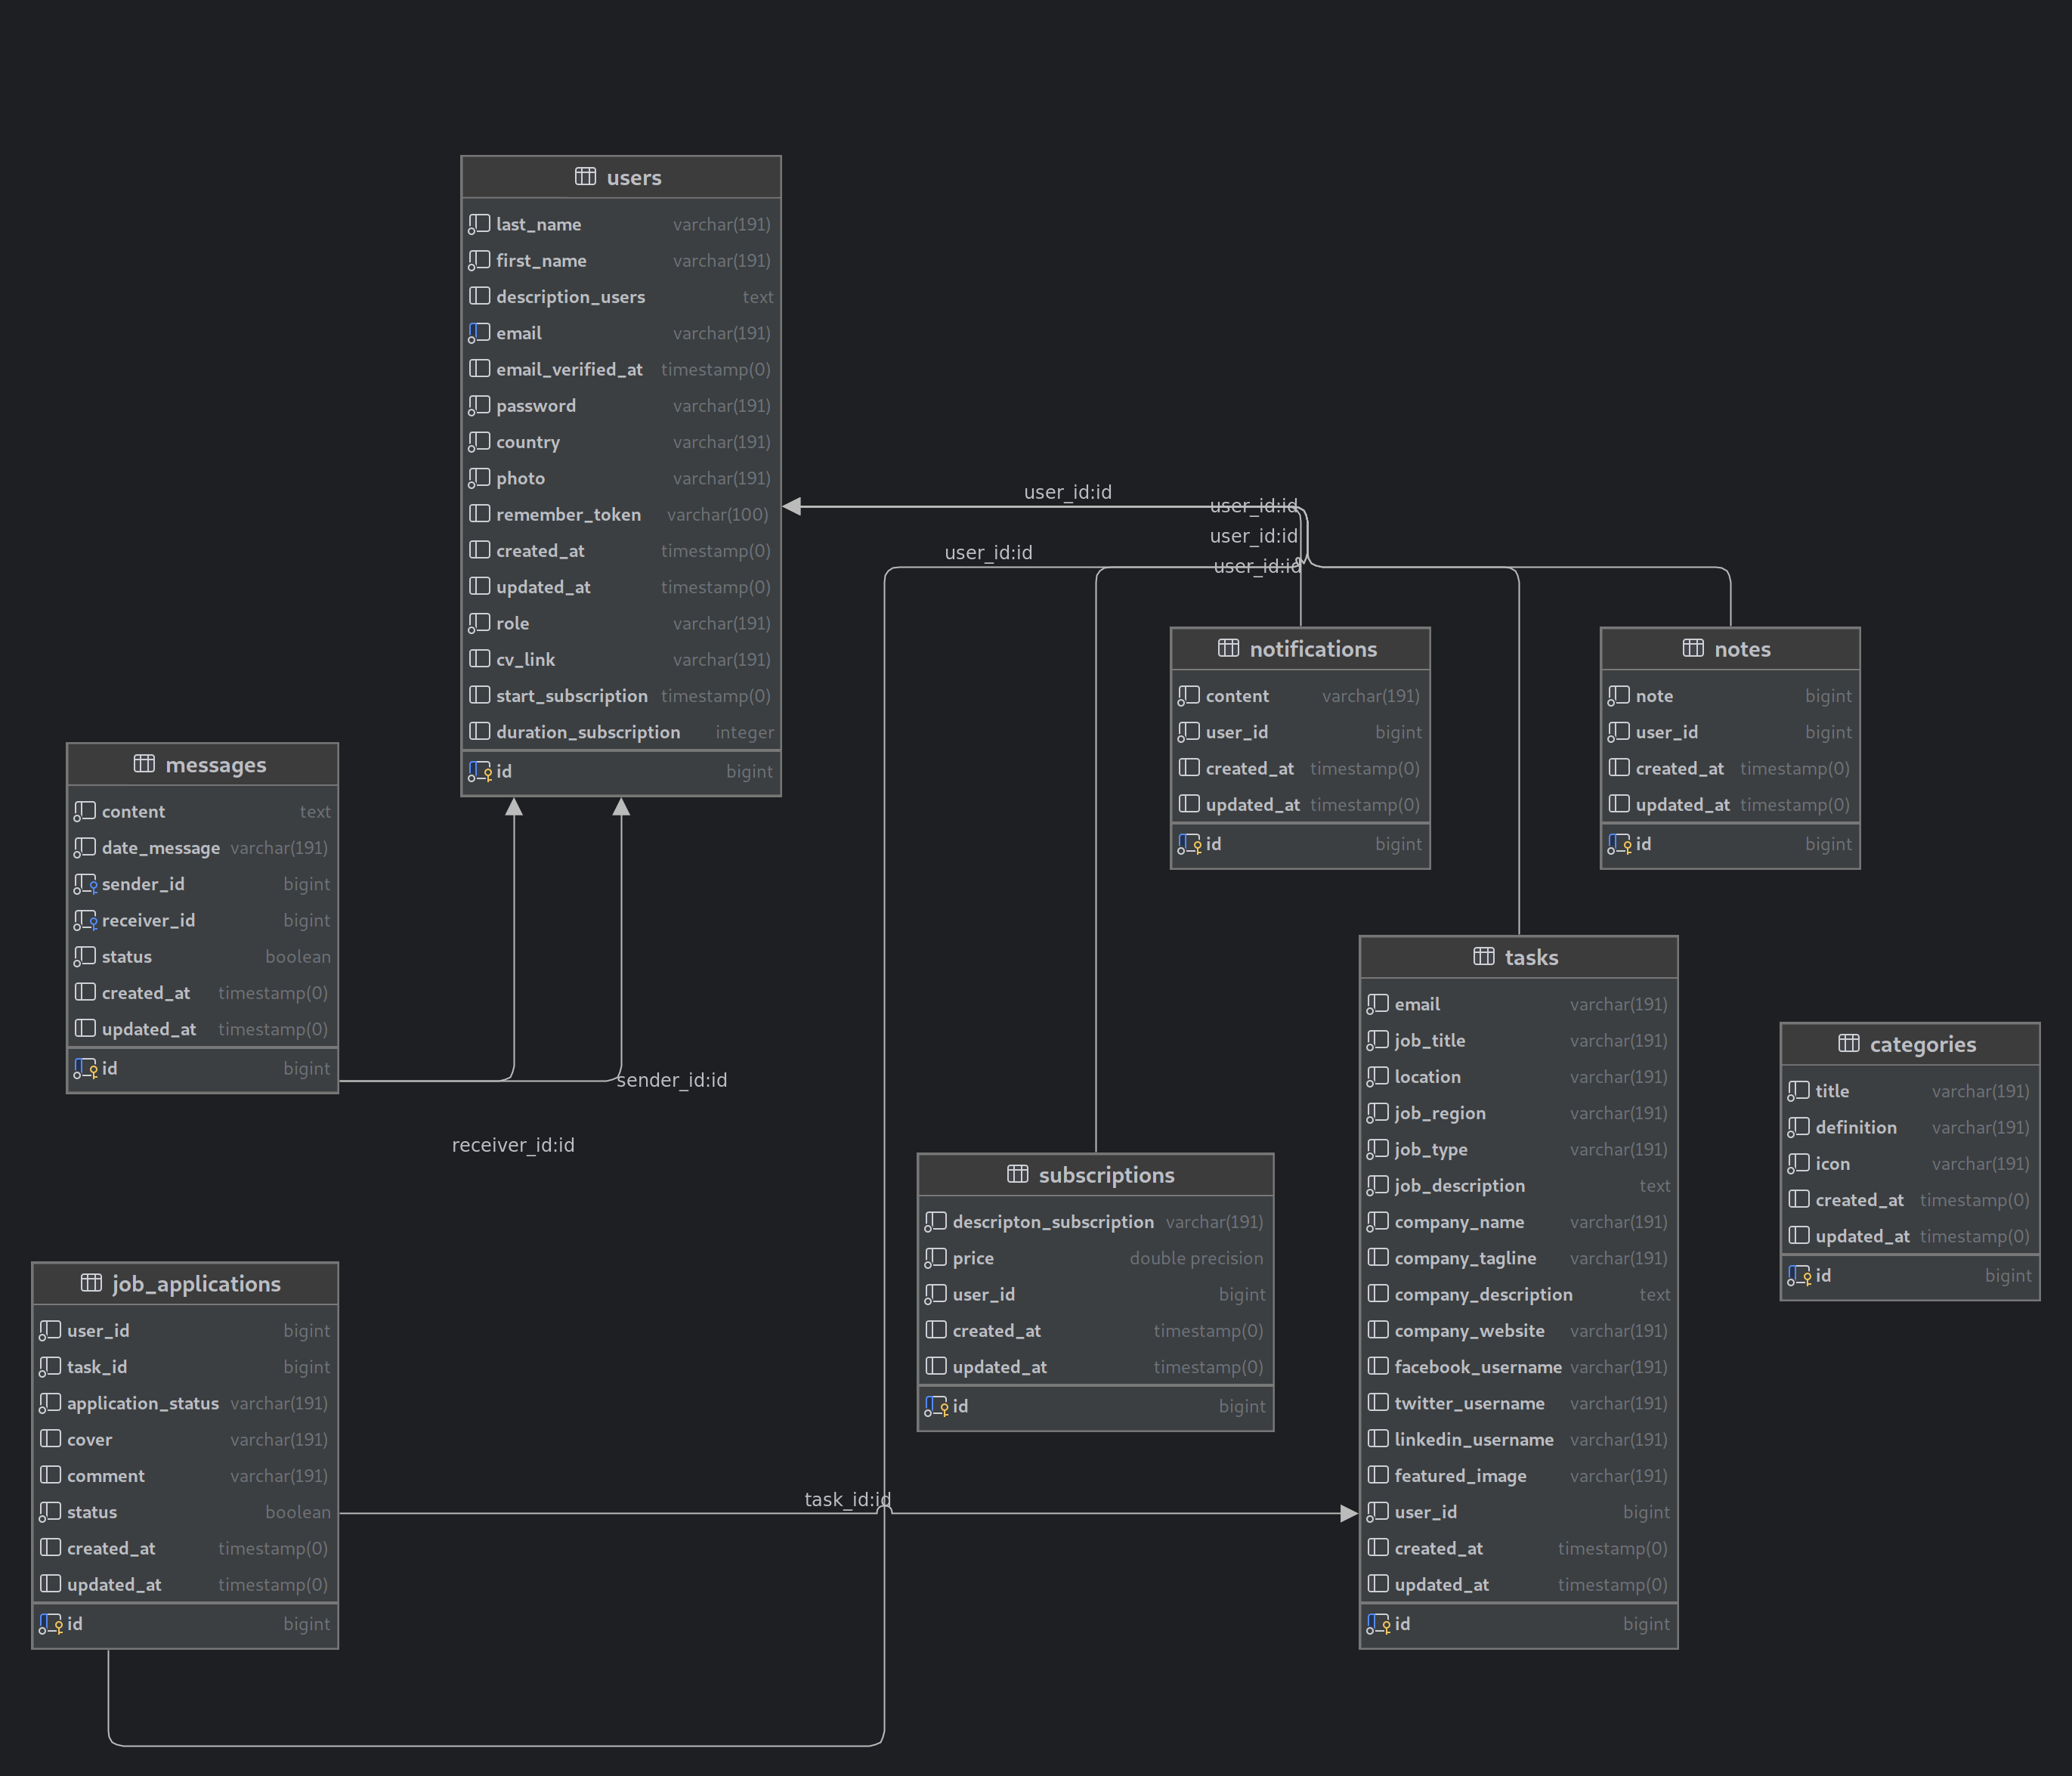 users
last_name varchar(191)
first_name varchar(191)
description_users text
email varchar(191)
email_verified_at timestamp(0)
password varchar(191)
country varchar(191)
photo varchar(191)
remember_token varchar(100)
created_at timestamp(0)
updated_at timestamp(0)
role varchar(191)
cv_link varchar(191)
start_subscription timestamp(0)
duration_subscription integer
id bigint
user_id:id
user_id:id
user_id:id
user_id:id
user_id:id
notifications
content varchar(191)
user_id bigint
created_at timestamp(0)
updated_at timestamp(0)
id bigint
notes
note bigint
user_id bigint
created_at timestamp(0)
updated_at timestamp(0)
id bigint
messages
content text
date_message varchar(191)
sender_id bigint
receiver_id bigint
status boolean
created_at timestamp(0)
updated_at timestamp(0)
id bigint
sender_id:id
receiver_id:id
tasks
email varchar(191)
job_title varchar(191)
location varchar(191)
job_region varchar(191)
job_type varchar(191)
job_description text
company_name varchar(191)
company_tagline varchar(191)
company_description text
company_website varchar(191)
facebook_username varchar(191)
twitter_username varchar(191)
linkedin_username varchar(191)
featured_image varchar(191)
user_id bigint
created_at timestamp(0)
updated_at timestamp(0)
id bigint
categories
title varchar(191)
definition varchar(191)
icon varchar(191)
created_at timestamp(0)
updated_at timestamp(0)
id bigint
subscriptions
descripton_subscription varchar(191)
price double precision
user_id bigint
created_at timestamp(0)
updated_at timestamp(0)
id bigint
job_applications
user_id bigint
task_id bigint
application_status varchar(191)
cover varchar(191)
comment varchar(191)
status boolean
created_at timestamp(0)
updated_at timestamp(0)
id bigint
task_id:id